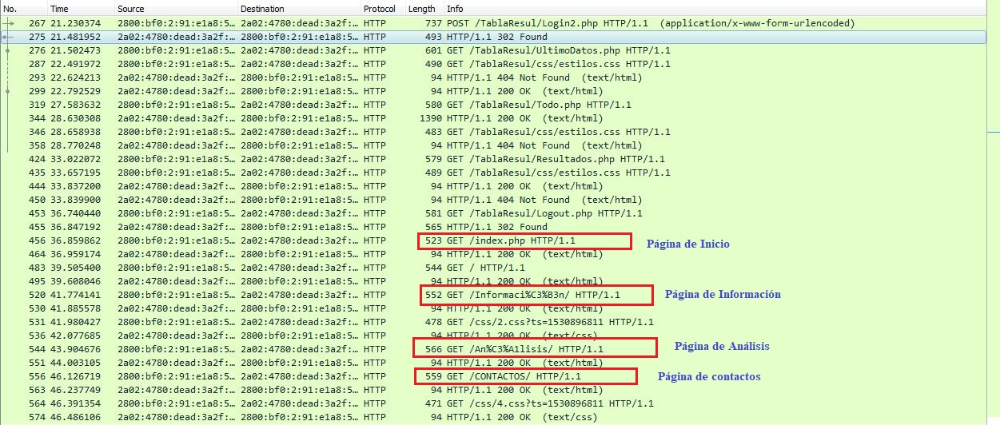 No. Time Source Destination Protocol Length Info
267 21.230374 2800:bf0:2:91:e1a8:5… 2a02:4780:dead:3a2f:… HTTP 737 POST /TablaResul/Login2.php HTTP/1.1 (application/x-www-form-urlencoded)
275 21.481952 2a02:4780:dead:3a2f:… 2800:bf0:2:91:e1a8:5… HTTP 493 HTTP/1.1 302 Found
276 21.502473 2800:bf0:2:91:e1a8:5… 2a02:4780:dead:3a2f:… HTTP 601 GET /TablaResul/UltimoDatos.php HTTP/1.1
287 22.491972 2800:bf0:2:91:e1a8:5… 2a02:4780:dead:3a2f:… HTTP 490 GET /TablaResul/css/estilos.css HTTP/1.1
293 22.624213 2a02:4780:dead:3a2f:… 2800:bf0:2:91:e1a8:5… HTTP 94 HTTP/1.1 404 Not Found (text/html)
299 22.792529 2a02:4780:dead:3a2f:… 2800:bf0:2:91:e1a8:5… HTTP 94 HTTP/1.1 200 OK (text/html)
319 27.583632 2800:bf0:2:91:e1a8:5… 2a02:4780:dead:3a2f:… HTTP 580 GET /TablaResul/Todo.php HTTP/1.1
344 28.630308 2a02:4780:dead:3a2f:… 2800:bf0:2:91:e1a8:5… HTTP 1390 HTTP/1.1 200 OK (text/html)
346 28.658938 2800:bf0:2:91:e1a8:5… 2a02:4780:dead:3a2f:… HTTP 483 GET /TablaResul/css/estilos.css HTTP/1.1
358 28.770248 2a02:4780:dead:3a2f:… 2800:bf0:2:91:e1a8:5… HTTP 94 HTTP/1.1 404 Not Found (text/html)
424 33.022072 2800:bf0:2:91:e1a8:5… 2a02:4780:dead:3a2f:… HTTP 579 GET /TablaResul/Resultados.php HTTP/1.1
435 33.657195 2800:bf0:2:91:e1a8:5… 2a02:4780:dead:3a2f:… HTTP 489 GET /TablaResul/css/estilos.css HTTP/1.1
444 33.837200 2a02:4780:dead:3a2f:… 2800:bf0:2:91:e1a8:5… HTTP 94 HTTP/1.1 200 OK (text/html)
450 33.839900 2a02:4780:dead:3a2f:… 2800:bf0:2:91:e1a8:5… HTTP 94 HTTP/1.1 404 Not Found (text/html)
453 36.740440 2800:bf0:2:91:e1a8:5… 2a02:4780:dead:3a2f:… HTTP 581 GET /TablaResul/Logout.php HTTP/1.1
455 36.847192 2a02:4780:dead:3a2f:… 2800:bf0:2:91:e1a8:5… HTTP 565 HTTP/1.1 302 Found
456 36.859862 2800:bf0:2:91:e1a8:5… 2a02:4780:dead:3a2f:… HTTP 523 GET /index.php HTTP/1.1 Página de Inicio
464 36.959174 2a02:4780:dead:3a2f:… 2800:bf0:2:91:e1a8:5… HTTP 94 HTTP/1.1 200 OK (text/html)
483 39.505400 2800:bf0:2:91:e1a8:5… 2a02:4780:dead:3a2f:… HTTP 544 GET / HTTP/1.1
495 39.608046 2a02:4780:dead:3a2f:… 2800:bf0:2:91:e1a8:5… HTTP 94 HTTP/1.1 200 OK (text/html)
520 41.774141 2800:bf0:2:91:e1a8:5… 2a02:4780:dead:3a2f:… HTTP 552 GET /Informaci%C3%B3n/ HTTP/1.1 Página de Información
530 41.885578 2a02:4780:dead:3a2f:… 2800:bf0:2:91:e1a8:5… HTTP 94 HTTP/1.1 200 OK (text/html)
531 41.980427 2800:bf0:2:91:e1a8:5… 2a02:4780:dead:3a2f:… HTTP 478 GET /css/2.css?ts=1530896811 HTTP/1.1
536 42.077685 2a02:4780:dead:3a2f:… 2800:bf0:2:91:e1a8:5… HTTP 94 HTTP/1.1 200 OK (text/css)
544 43.904676 2800:bf0:2:91:e1a8:5… 2a02:4780:dead:3a2f:… HTTP 566 GET /An%C3%A1lisis/ HTTP/1.1 Página de Análisis
551 44.003105 2a02:4780:dead:3a2f:… 2800:bf0:2:91:e1a8:5… HTTP 94 HTTP/1.1 200 OK (text/html)
556 46.126719 2800:bf0:2:91:e1a8:5… 2a02:4780:dead:3a2f:… HTTP 559 GET /CONTACTOS/ HTTP/1.1 Página de contactos
563 46.237749 2a02:4780:dead:3a2f:… 2800:bf0:2:91:e1a8:5… HTTP 94 HTTP/1.1 200 OK (text/html)
564 46.391354 2800:bf0:2:91:e1a8:5… 2a02:4780:dead:3a2f:… HTTP 471 GET /css/4.css?ts=1530896811 HTTP/1.1
574 46.486106 2a02:4780:dead:3a2f:… 2800:bf0:2:91:e1a8:5… HTTP 94 HTTP/1.1 200 OK (text/css)